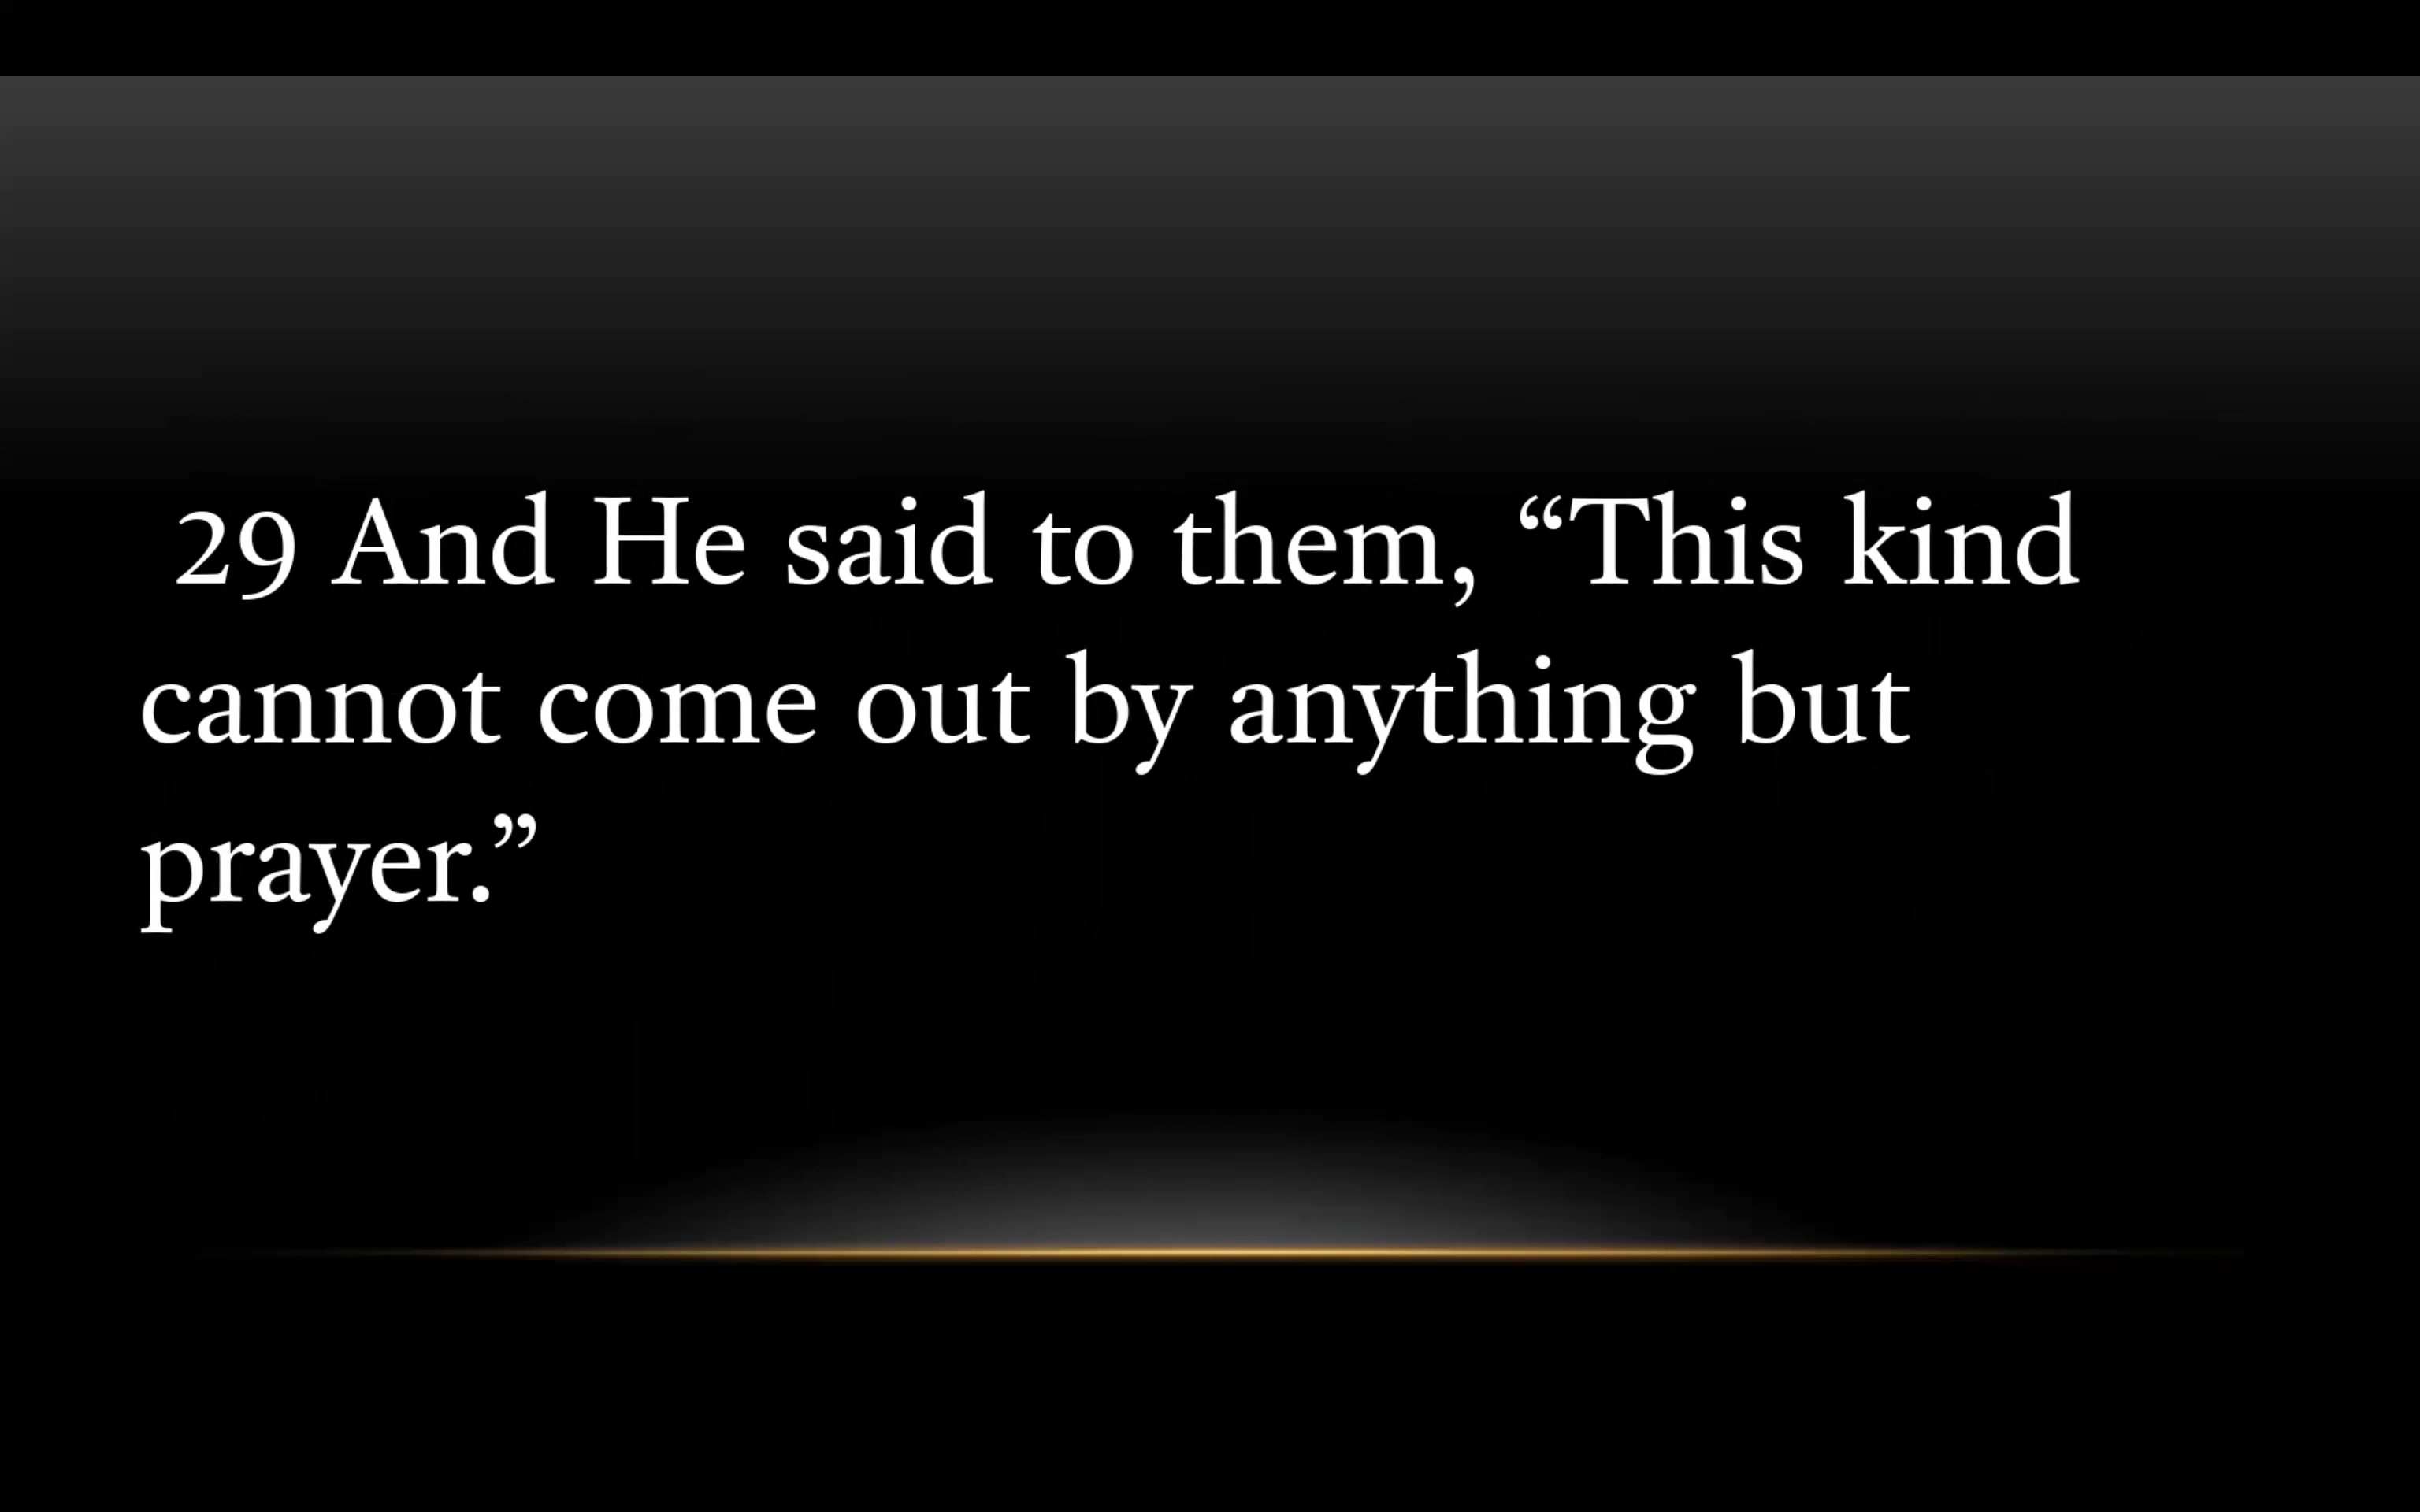 29 And He said to them, “This kind
cannot come out by anything but
prayer.”